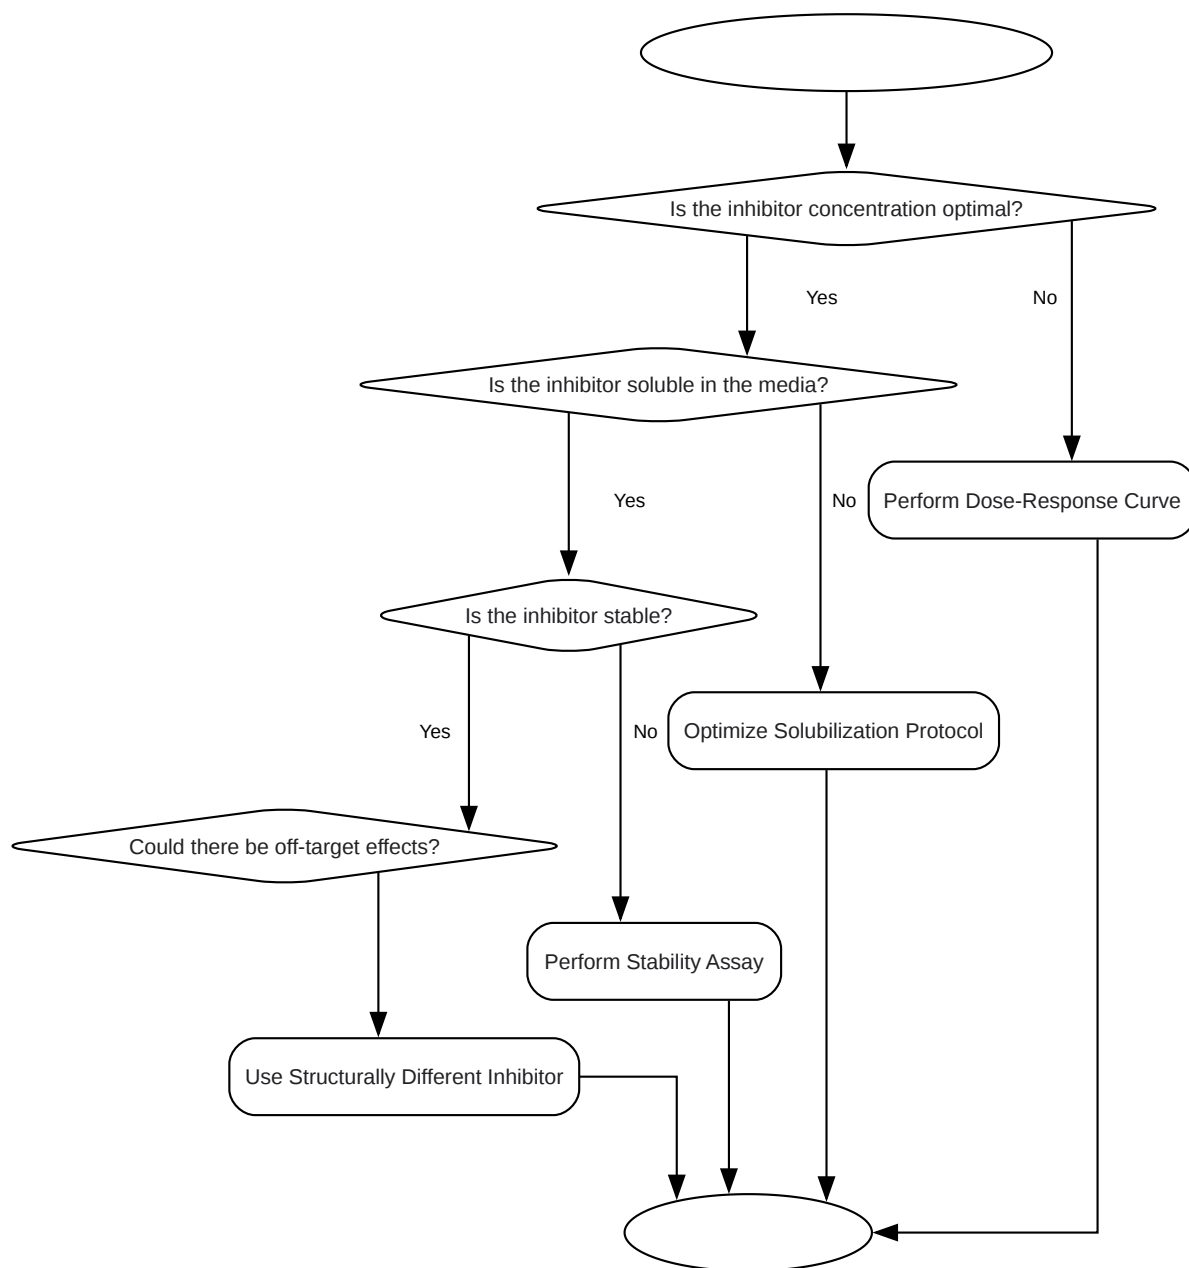 Is the inhibitor concentration optimal?
Yes
No
Is the inhibitor soluble in the media?
Yes
No
Perform Dose-Response Curve
Is the inhibitor stable?
Yes
No
Optimize Solubilization Protocol
Could there be off-target effects?
Perform Stability Assay
Use Structurally Different Inhibitor